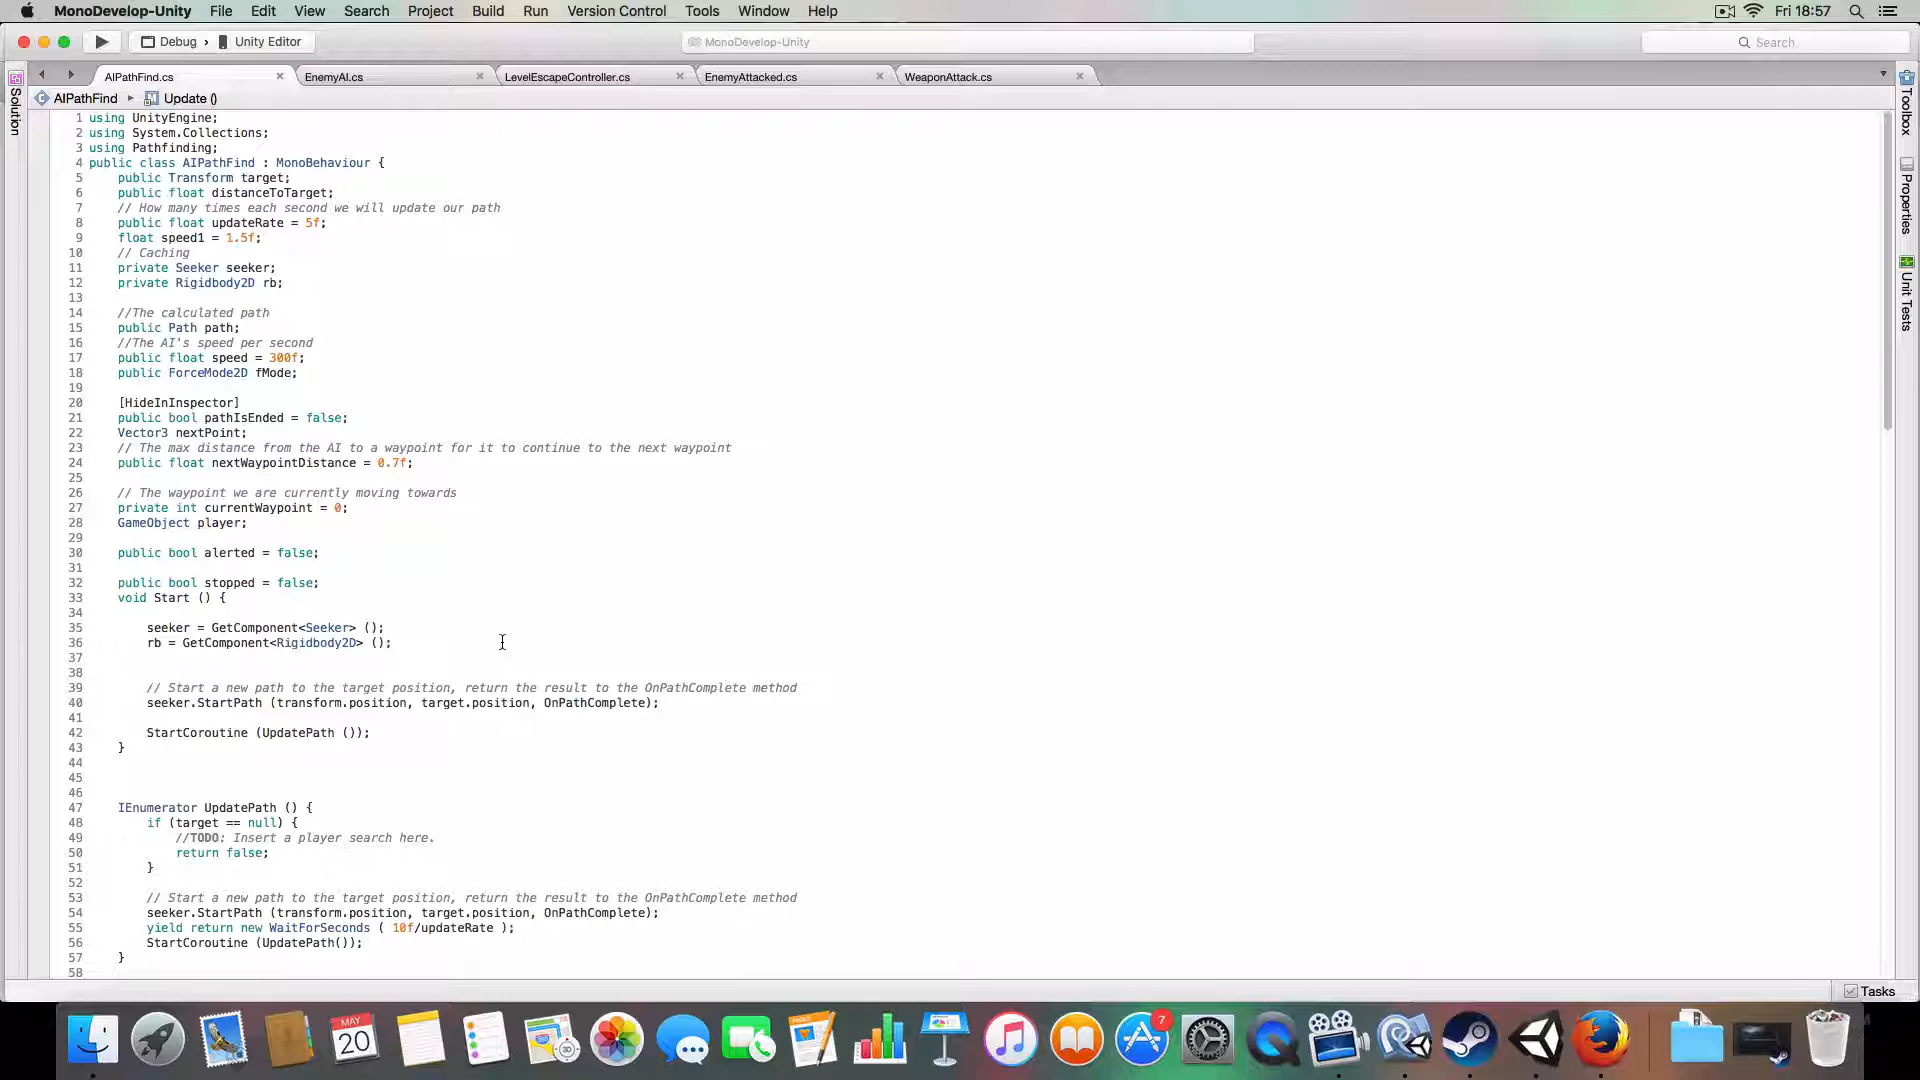 MonoDevelop-Unity File Edit View Search Project Build Run Version Control Tools Window Help Fri 18:57
Debug › Unity Editor MonoDevelop-Unity Search
AIPathFind.cs EnemyAI.cs LevelEscapeController.cs EnemyAttacked.cs WeaponAttack.cs
AIPathFind ▸ Update ()
Solution
Toolbox
Properties
Unit Tests
1 using UnityEngine;
2 using System.Collections;
3 using Pathfinding;
4 public class AIPathFind : MonoBehaviour {
5 public Transform target;
6 public float distanceToTarget;
7 // How many times each second we will update our path
8 public float updateRate = 5f;
9 float speed1 = 1.5f;
10 // Caching
11 private Seeker seeker;
12 private Rigidbody2D rb;
13
14 //The calculated path
15 public Path path;
16 //The AI's speed per second
17 public float speed = 300f;
18 public ForceMode2D fMode;
19
20 [HideInInspector]
21 public bool pathIsEnded = false;
22 Vector3 nextPoint;
23 // The max distance from the AI to a waypoint for it to continue to the next waypoint
24 public float nextWaypointDistance = 0.7f;
25
26 // The waypoint we are currently moving towards
27 private int currentWaypoint = 0;
28 GameObject player;
29
30 public bool alerted = false;
31
32 public bool stopped = false;
33 void Start () {
34
35 seeker = GetComponent<Seeker> ();
36 rb = GetComponent<Rigidbody2D> ();
37
38
39 // Start a new path to the target position, return the result to the OnPathComplete method
40 seeker.StartPath (transform.position, target.position, OnPathComplete);
41
42 StartCoroutine (UpdatePath ());
43 }
44
45
46
47 IEnumerator UpdatePath () {
48 if (target == null) {
49 //TODO: Insert a player search here.
50 return false;
51 }
52
53 // Start a new path to the target position, return the result to the OnPathComplete method
54 seeker.StartPath (transform.position, target.position, OnPathComplete);
55 yield return new WaitForSeconds ( 10f/updateRate );
56 StartCoroutine (UpdatePath());
57 }
58
Tasks
MAY
20
7